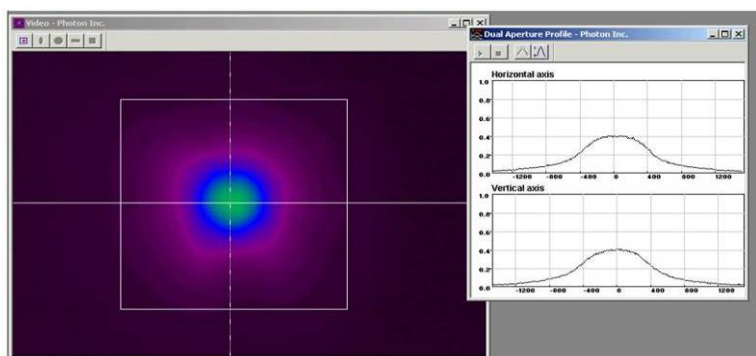 Video - Photon Inc.
Dual Aperture Profile - Photon Inc.
Horizontal axis
1.0
0.8
0.6
0.4
0.2
0.0
-1200 -800 -400 0 400 800 1200
Vertical axis
1.0
0.8
0.6
0.4
0.2
0.0
-1200 -800 -400 0 400 800 1200